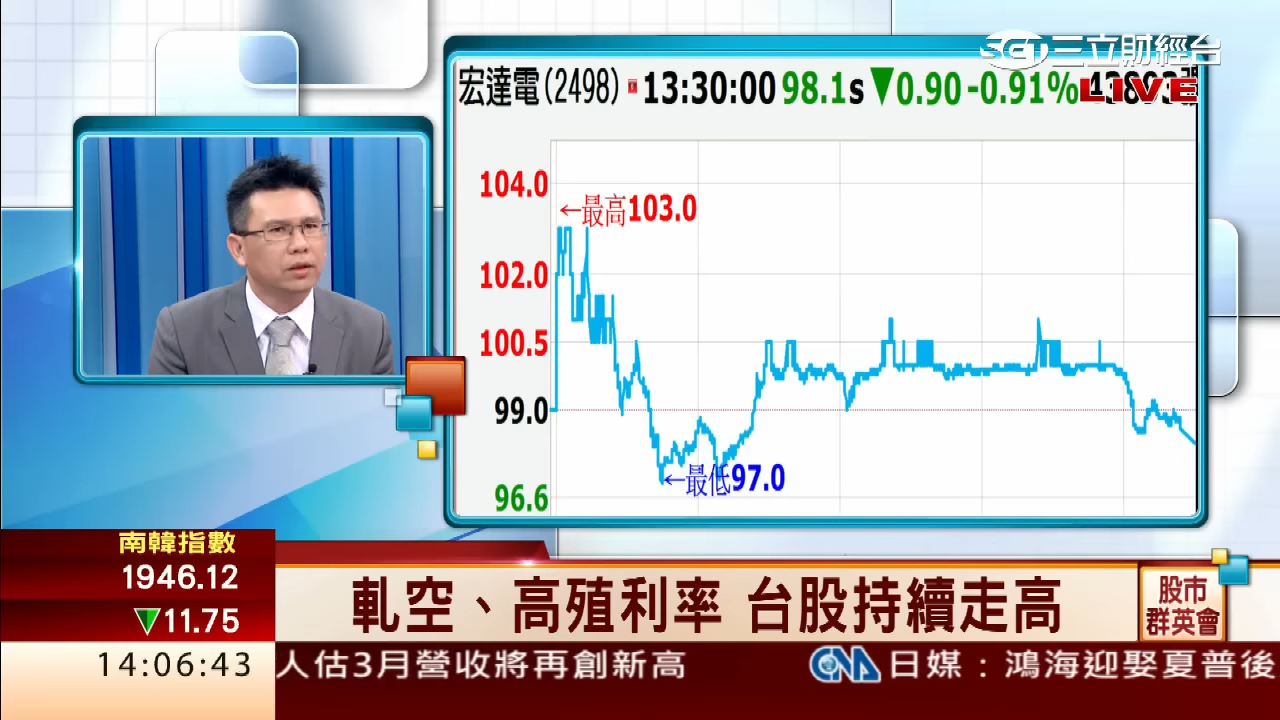 SET三立財經台
LIVE
宏達電(2498) 13:30:00 98.1s ▼0.90 -0.91%
104.0
←最高103.0
102.0
100.5
99.0
←最低97.0
96.6
南韓指數
1946.12
▼11.75
14:06:43
軋空、高殖利率 台股持續走高
股市
群英會
人估3月營收將再創新高 CNA 日媒：鴻海迎娶夏普後